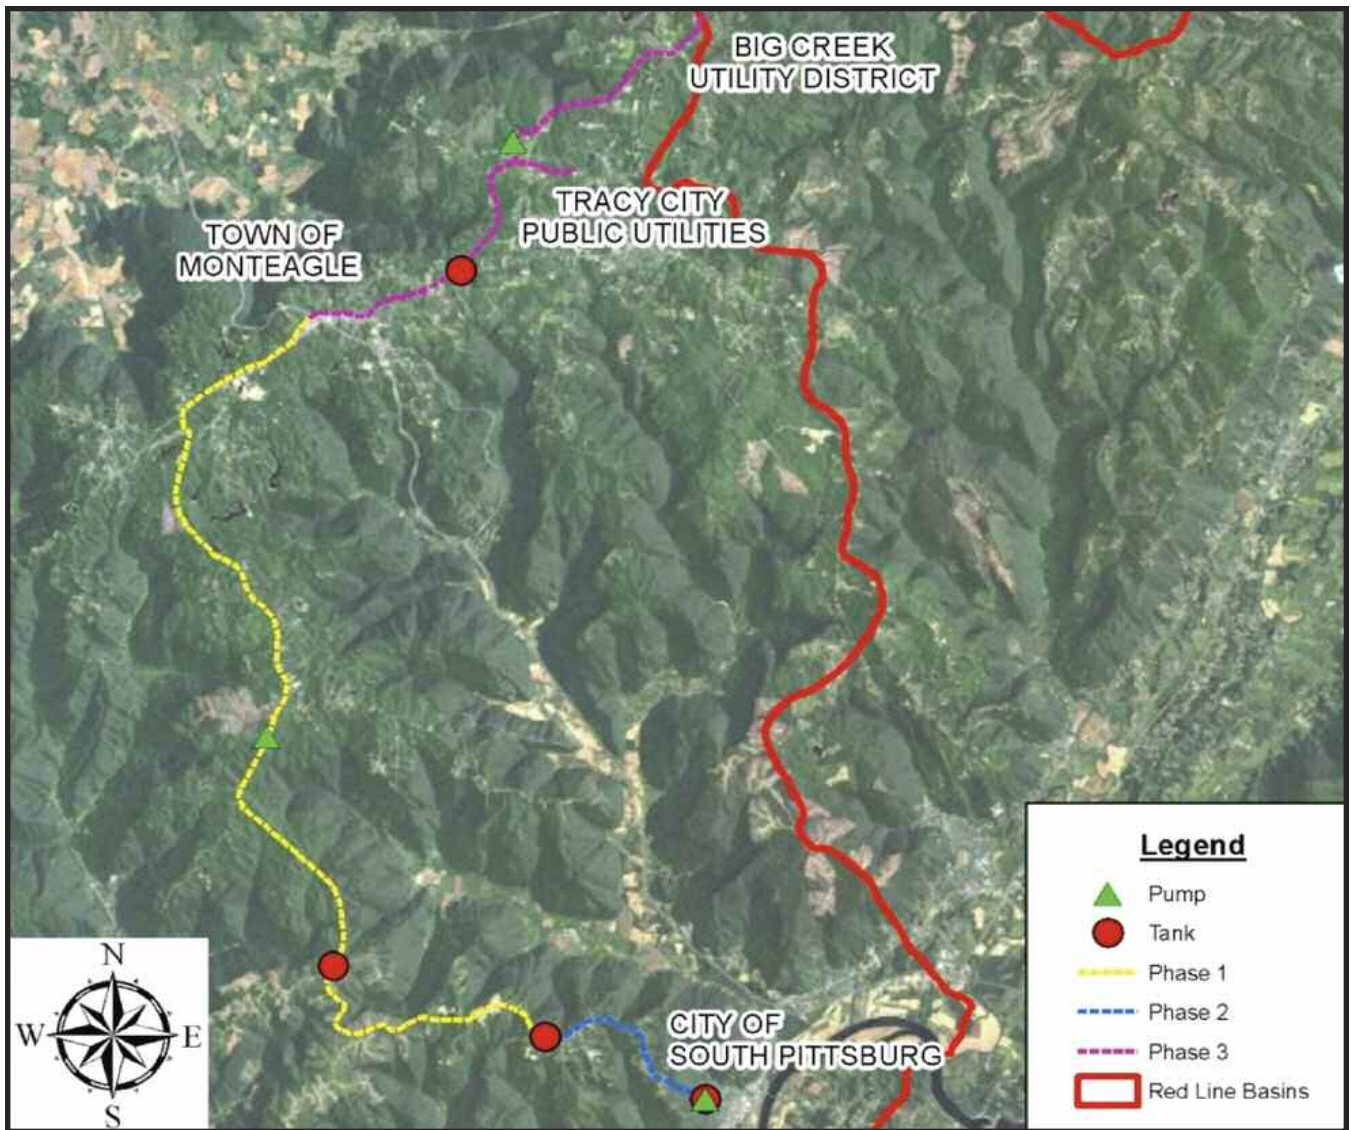 BIG CREEK
UTILITY DISTRICT
TRACY CITY
PUBLIC UTILITIES
TOWN OF
MONTEAGLE
CITY OF
SOUTH PITTSBURG
N
W E
S
Legend
Pump
Tank
Phase 1
Phase 2
Phase 3
Red Line Basins